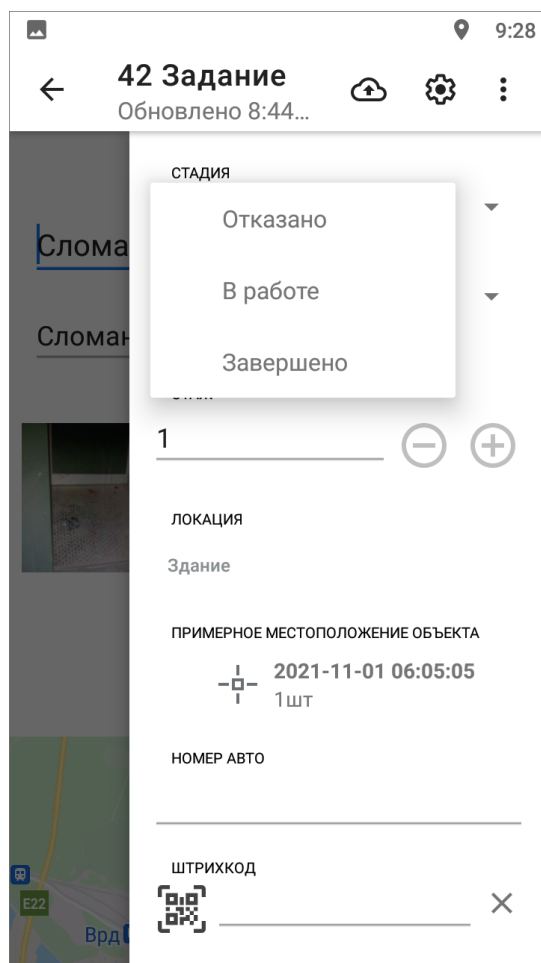 9:28
42 Задание
Обновлено 8:44...
СТАДИЯ
Отказано
В работе
Завершено
1
ЛОКАЦИЯ
Здание
ПРИМЕРНОЕ МЕСТОПОЛОЖЕНИЕ ОБЪЕКТА
2021-11-01 06:05:05
1шт
НОМЕР АВТО
ШТРИХКОД
Слома
Слома
E22
Врд